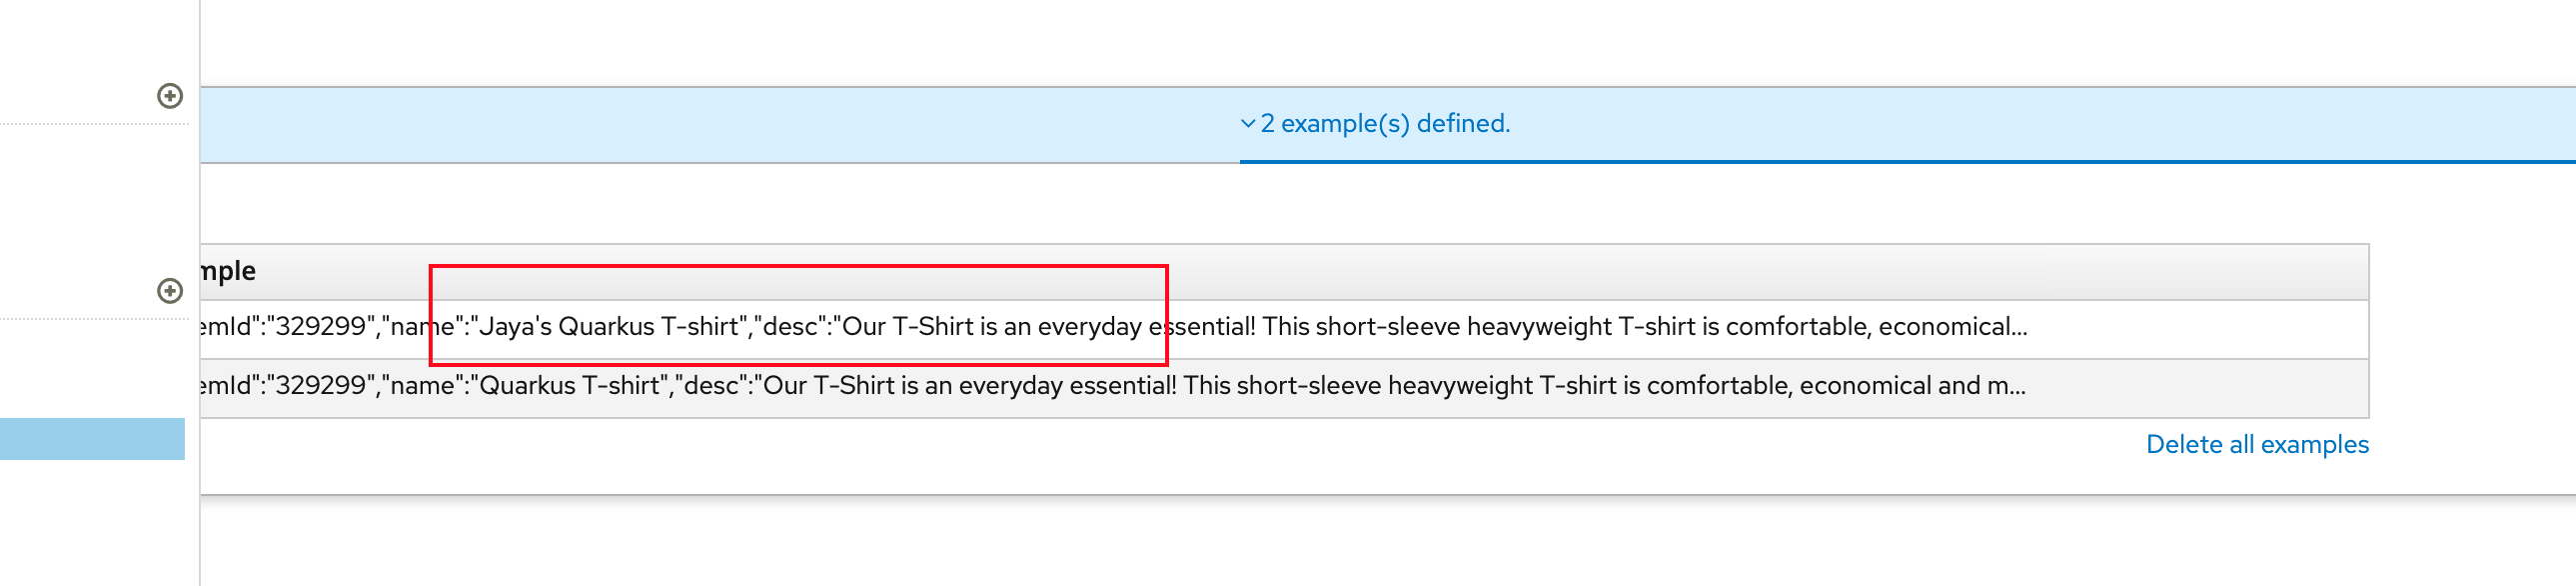 2 example(s) defined.
mple
emId":"329299","name":"Jaya's Quarkus T-shirt","desc":"Our T-Shirt is an everyday essential! This short-sleeve heavyweight T-shirt is comfortable, economical...
emId":"329299","name":"Quarkus T-shirt","desc":"Our T-Shirt is an everyday essential! This short-sleeve heavyweight T-shirt is comfortable, economical and m...
Delete all examples